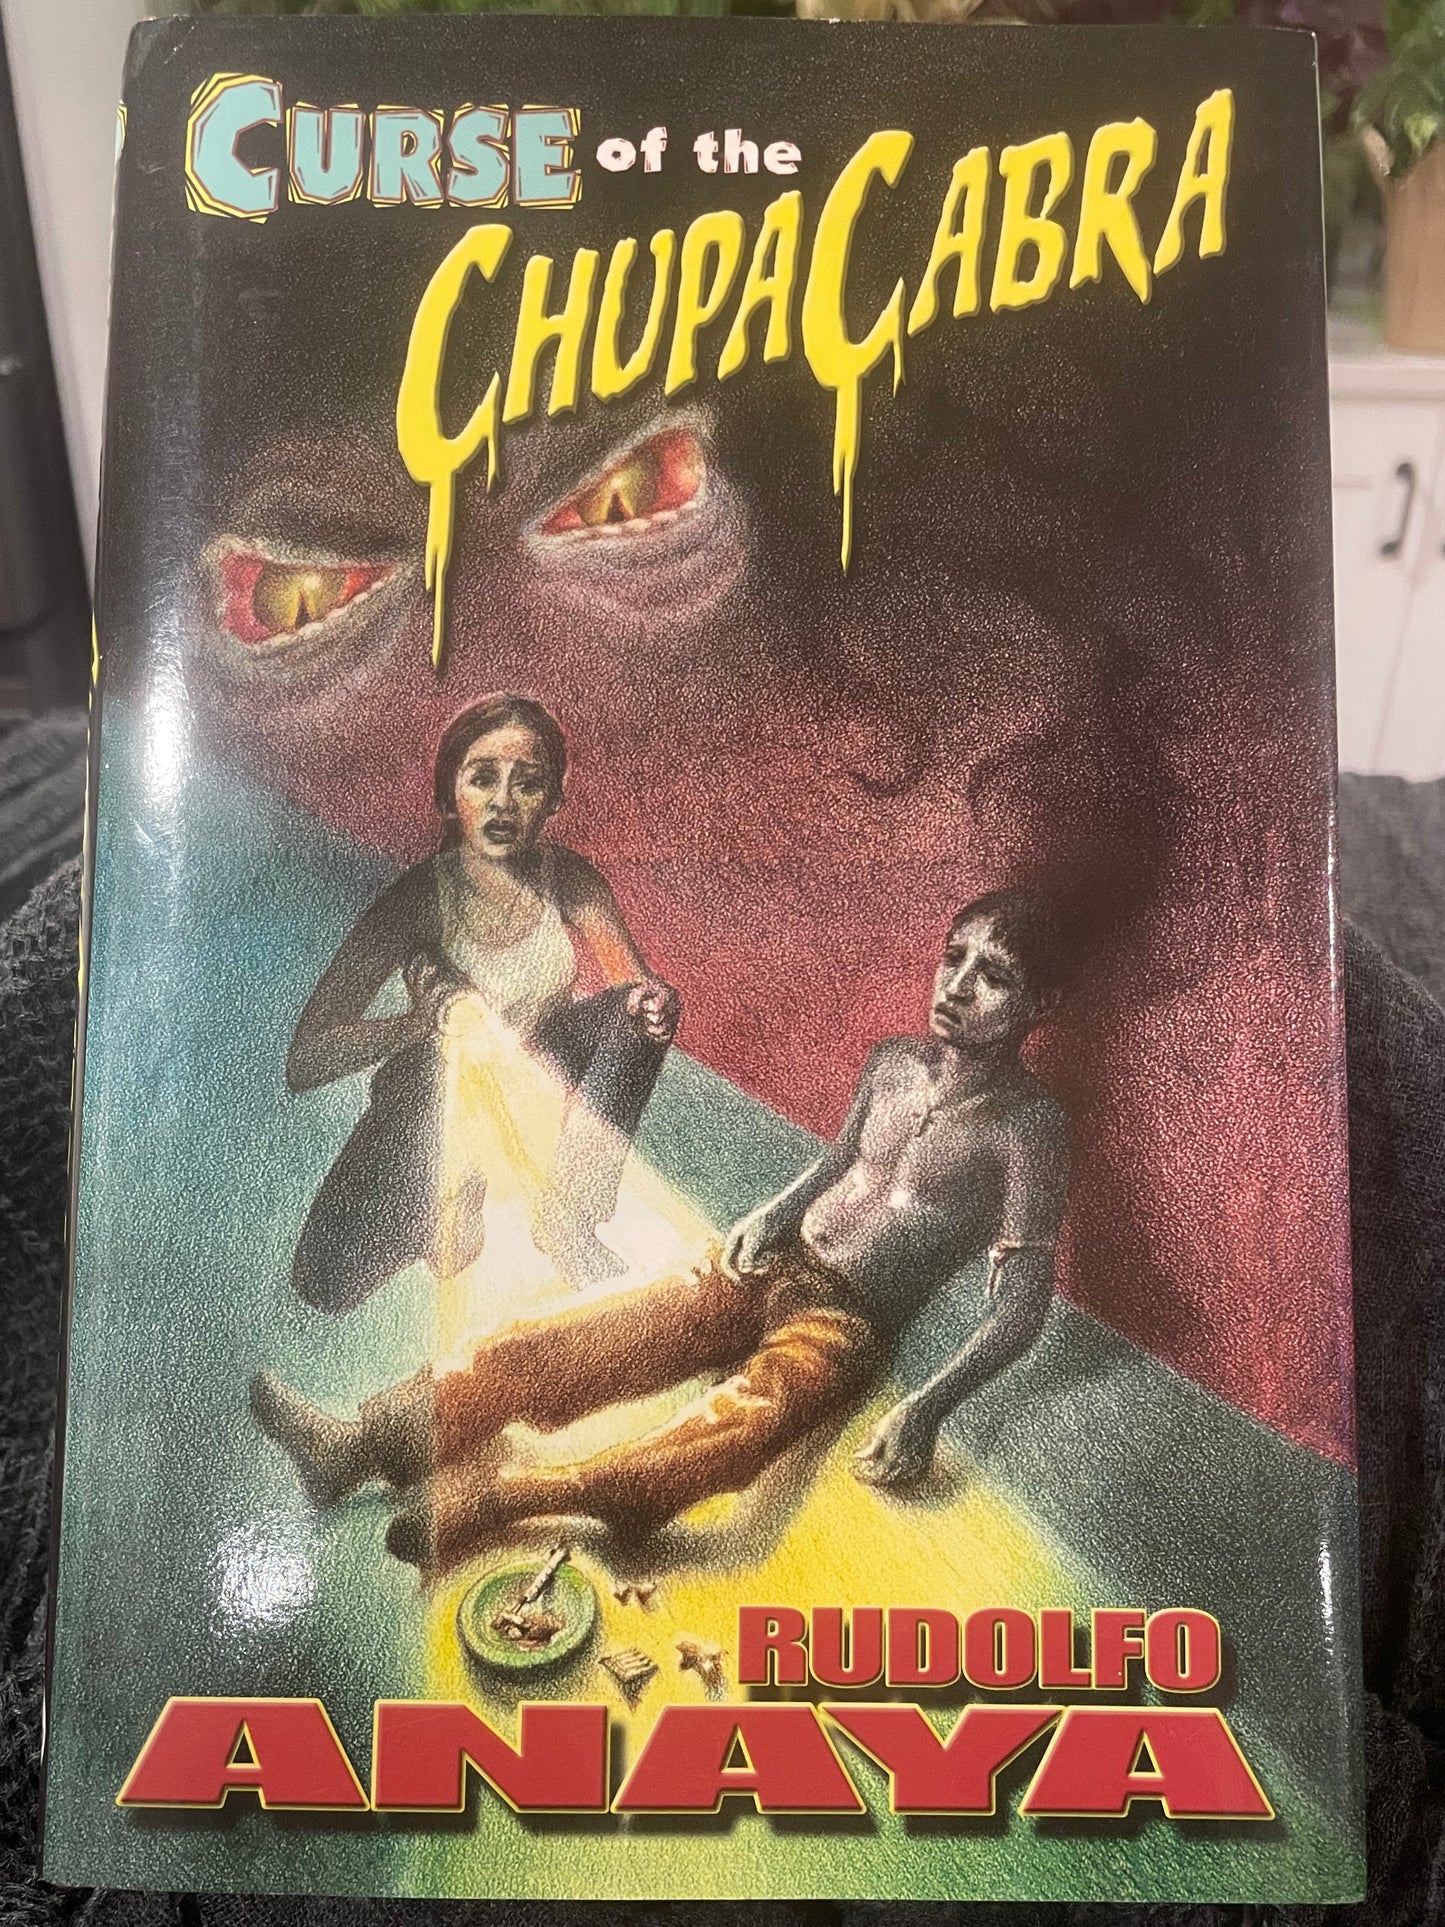 CURSE of the
CHUPACABRA
RUDOLFO
ANAYA